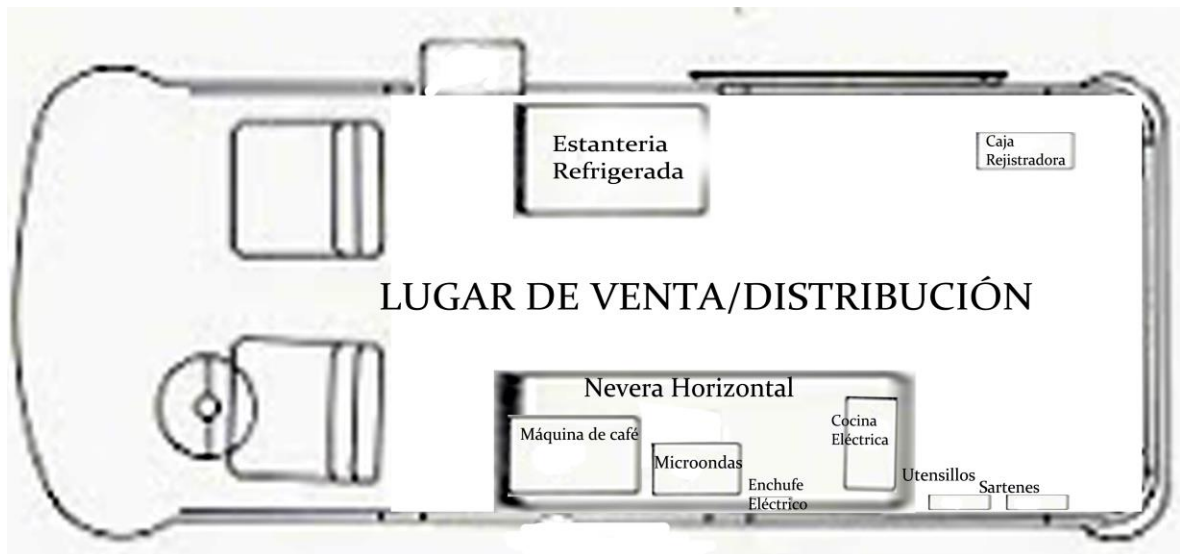 Estanteria
Refrigerada
Caja
Rejistradora
LUGAR DE VENTA/DISTRIBUCIÓN
Nevera Horizontal
Máquina de café
Microondas
Cocina
Eléctrica
Enchufe
Eléctrico
Utensillos
Sartenes